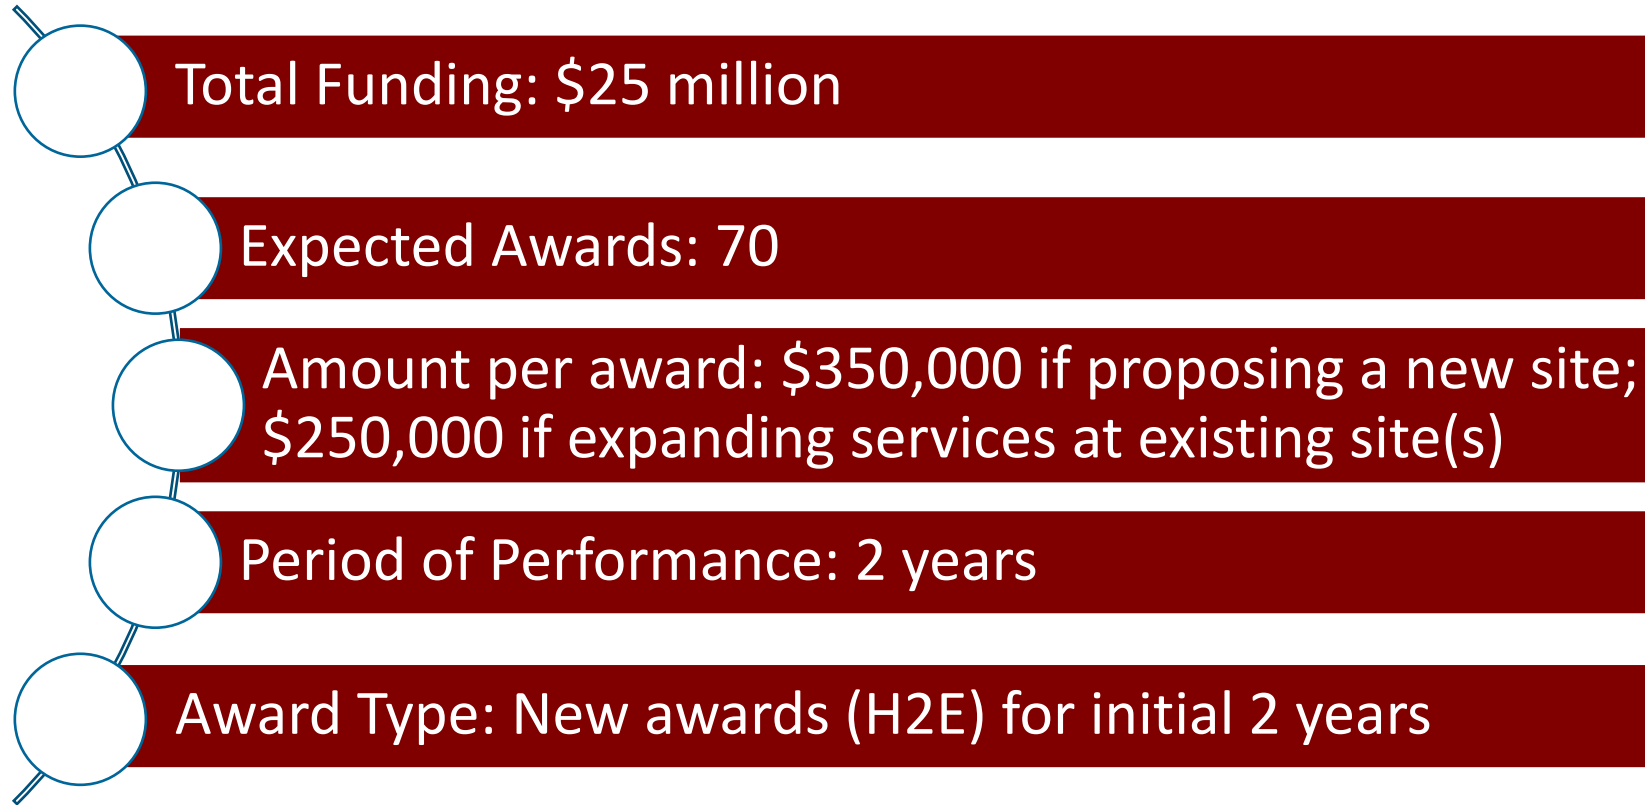 Total Funding: $25 million
Expected Awards: 70
Amount per award: $350,000 if proposing a new site;
$250,000 if expanding services at existing site(s)
Period of Performance: 2 years
Award Type: New awards (H2E) for initial 2 years